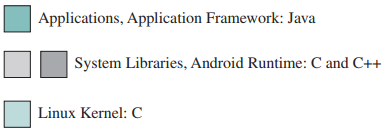 Applications, Application Framework: Java
System Libraries, Android Runtime: C and C++
Linux Kernel: C